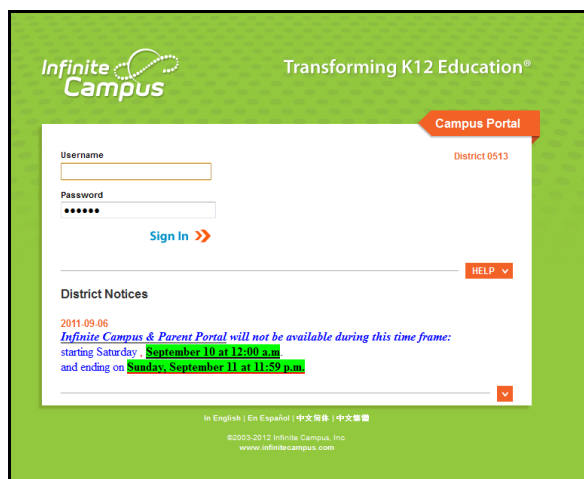 Infinite
Campus
Transforming K12 Education®
Campus Portal
Username
District 0513
Password
Sign In
HELP
District Notices
2011-09-06
Infinite Campus & Parent Portal will not be available during this time frame:
starting Saturday , September 10 at 12:00 a.m.
and ending on Sunday, September 11 at 11:59 p.m.
In English | En Español | 中文简体 | 中文繁體
©2003-2012 Infinite Campus, Inc.
www.infinitecampus.com